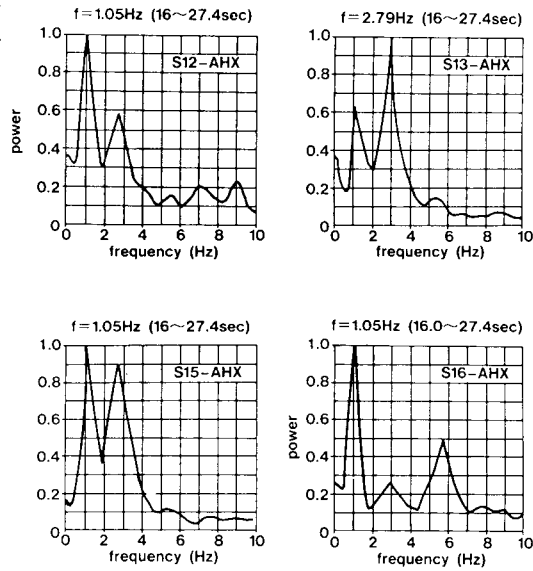 f=1.05Hz (16~27.4sec)
f=2.79Hz (16~27.4sec)
1.0
S12-AHX
1.0
S13-AHX
0.8
0.8
power
0.6
0.6
0.4
0.4
0.2
0.2
0
0
0 2 4 6 8 10
0 2 4 6 8 10
frequency (Hz)
frequency (Hz)
f=1.05Hz (16~27.4sec)
f=1.05Hz (16.0~27.4sec)
1.0
S15-AHX
1.0
S16-AHX
0.8
0.8
0.6
0.6
power
0.4
0.4
0.2
0.2
0
0
0 2 4 6 8 10
0 2 4 6 8 10
frequency (Hz)
frequency (Hz)